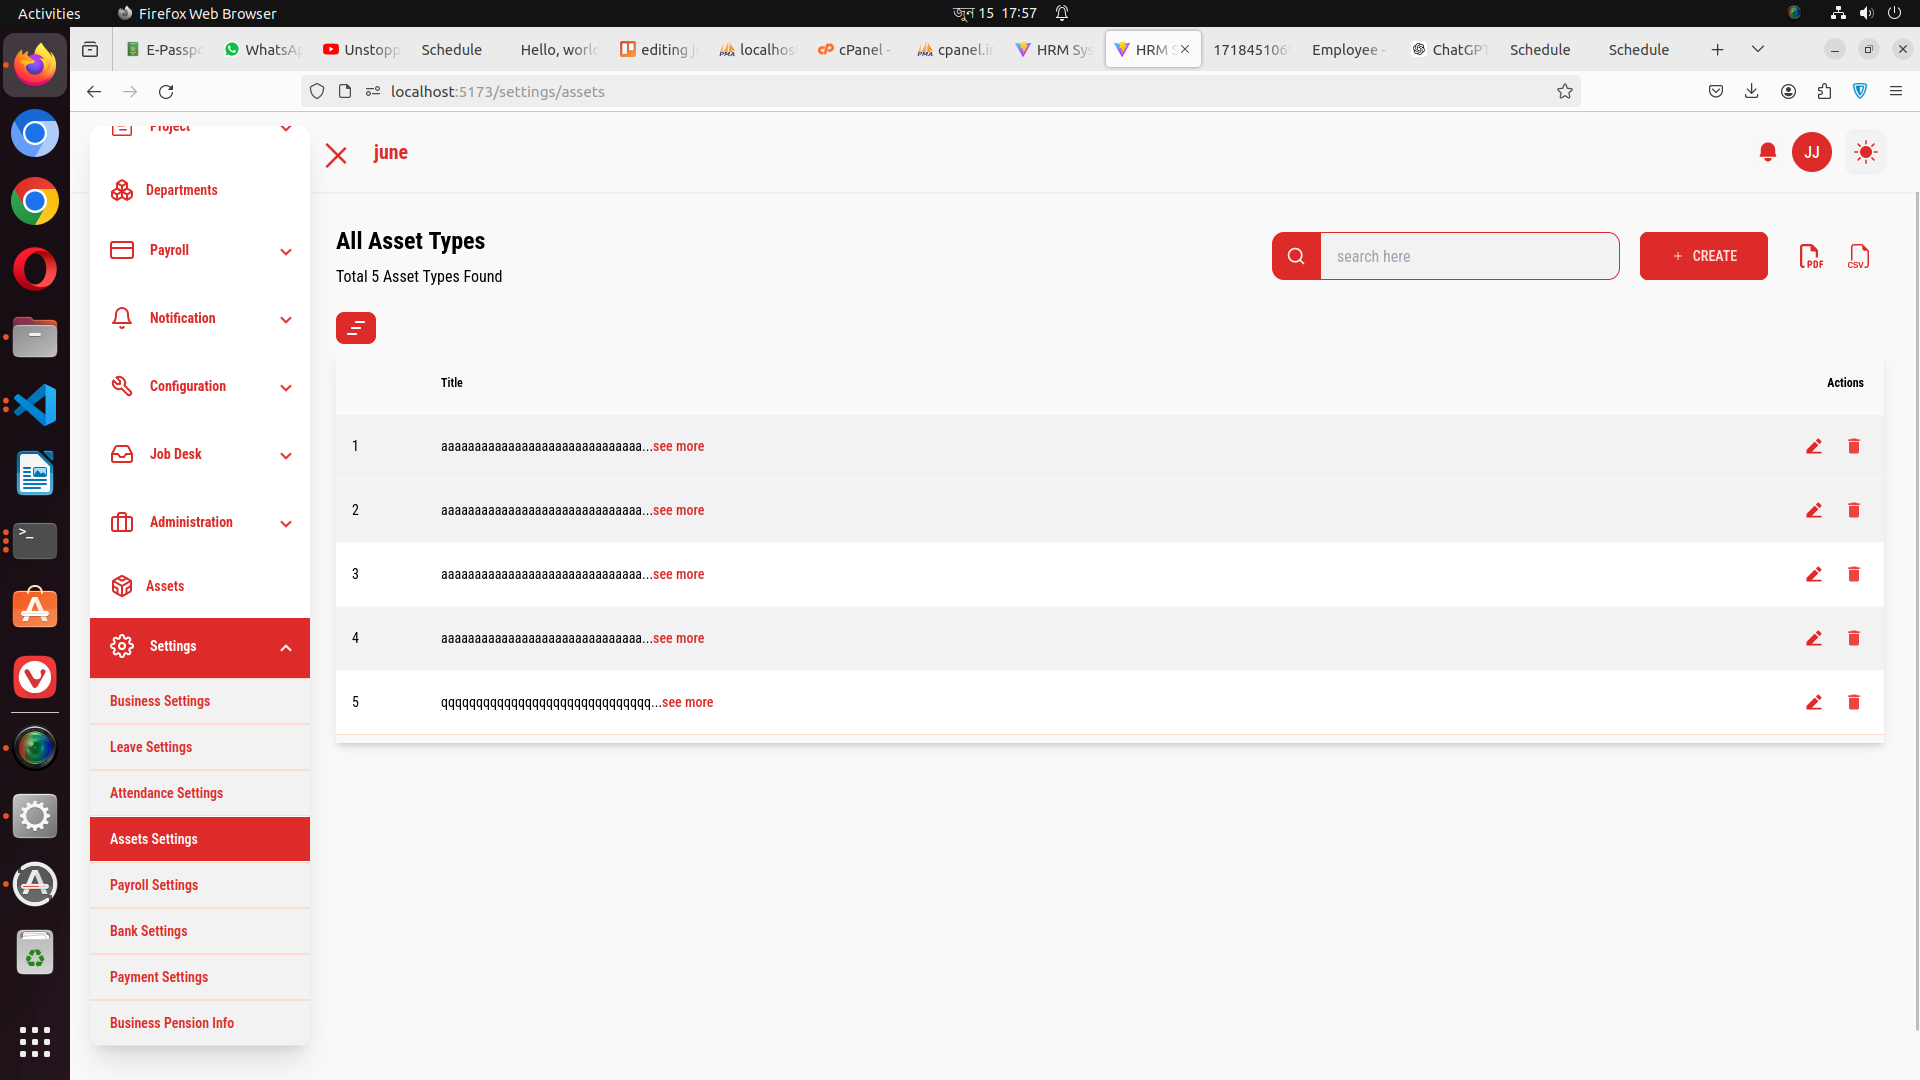 Activities
Firefox Web Browser
জুন 15 17:57
E-Passpo
WhatsAp
Unstopp
Schedule
Hello, world
editing j
localhost
cPanel -
cpanel.in
HRM Sys
HRM S
171845106
Employee -
ChatGPT
Schedule
Schedule
localhost:5173/settings/assets
Project
june
JJ
Departments
Payroll
Notification
Configuration
Job Desk
Administration
Assets
Settings
Business Settings
Leave Settings
Attendance Settings
Assets Settings
Payroll Settings
Bank Settings
Payment Settings
Business Pension Info
All Asset Types
Total 5 Asset Types Found
search here
+ CREATE
PDF
CSV
Title
Actions
1 aaaaaaaaaaaaaaaaaaaaaaaaaaaaaa...see more
2 aaaaaaaaaaaaaaaaaaaaaaaaaaaaaa...see more
3 aaaaaaaaaaaaaaaaaaaaaaaaaaaaaa...see more
4 aaaaaaaaaaaaaaaaaaaaaaaaaaaaaa...see more
5 qqqqqqqqqqqqqqqqqqqqqqqqqqqqqq...see more